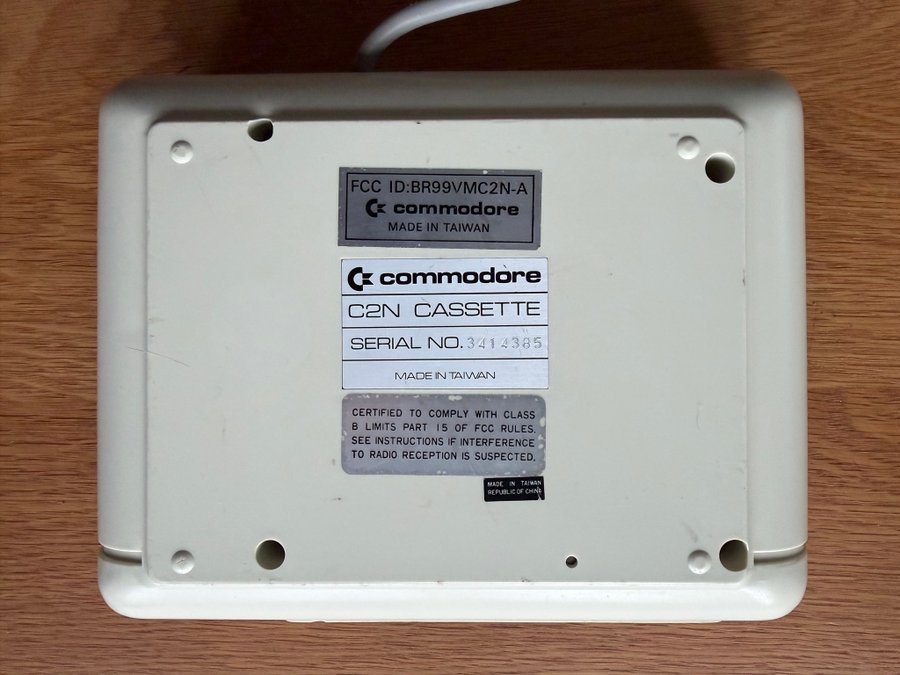 FCC ID:BR99VMC2N-A
commodore
MADE IN TAIWAN
commodore
C2N CASSETTE
SERIAL NO. 3414385
MADE IN TAIWAN
CERTIFIED TO COMPLY WITH CLASS
B LIMITS PART 15 OF FCC RULES.
SEE INSTRUCTIONS IF INTERFERENCE
TO RADIO RECEPTION IS SUSPECTED.
MADE IN TAIWAN
REPUBLIC OF CHINA